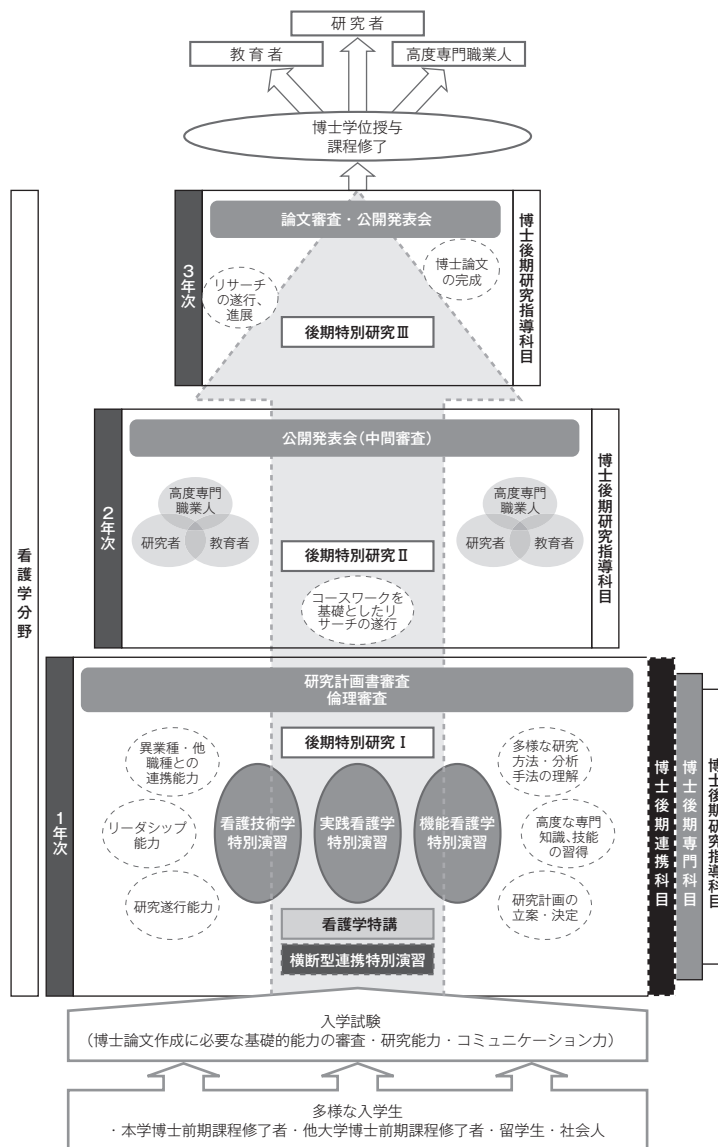 研究者
教育者
高度専門職業人
博士学位授与
課程修了
看護学分野
3年次
論文審査・公開発表会
リサーチ
の遂行、
進展
博士論文
の完成
後期特別研究Ⅲ
博士後期研究指導科目
2年次
公開発表会（中間審査）
高度専門
職業人
研究者
教育者
高度専門
職業人
研究者
教育者
後期特別研究Ⅱ
コースワークを
基礎としたリ
サーチの遂行
博士後期研究指導科目
1年次
研究計画書審査
倫理審査
後期特別研究Ⅰ
異業種・他
職種との
連携能力
リーダシップ
能力
研究遂行能力
看護技術学
特別演習
実践看護学
特別演習
機能看護学
特別演習
多様な研究
方法・分析
手法の理解
高度な専門
知識、技能
の習得
研究計画の
立案・決定
看護学特講
横断型連携特別演習
博士後期連携科目
博士後期専門科目
博士後期研究指導科目
入学試験
（博士論文作成に必要な基礎的能力の審査・研究能力・コミュニケーション力）
多様な入学生
・本学博士前期課程修了者・他大学博士前期課程修了者・留学生・社会人